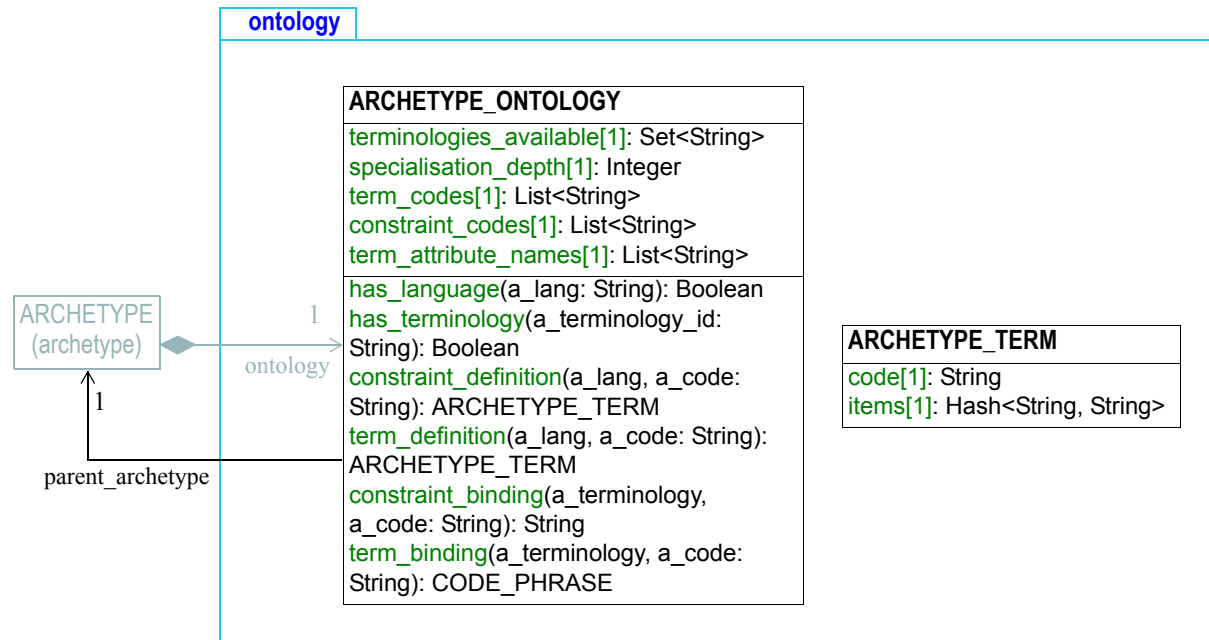 ontology
ARCHETYPE_ONTOLOGY
terminologies_available[1]: Set<String>
specialisation_depth[1]: Integer
term_codes[1]: List<String>
constraint_codes[1]: List<String>
term_attribute_names[1]: List<String>
has_language(a_lang: String): Boolean
has_terminology(a_terminology_id:
String): Boolean
constraint_definition(a_lang, a_code:
String): ARCHETYPE_TERM
term_definition(a_lang, a_code: String):
ARCHETYPE_TERM
constraint_binding(a_terminology,
a_code: String): String
term_binding(a_terminology, a_code:
String): CODE_PHRASE
ARCHETYPE
(archetype)
1
ontology
1
parent_archetype
ARCHETYPE_TERM
code[1]: String
items[1]: Hash<String, String>